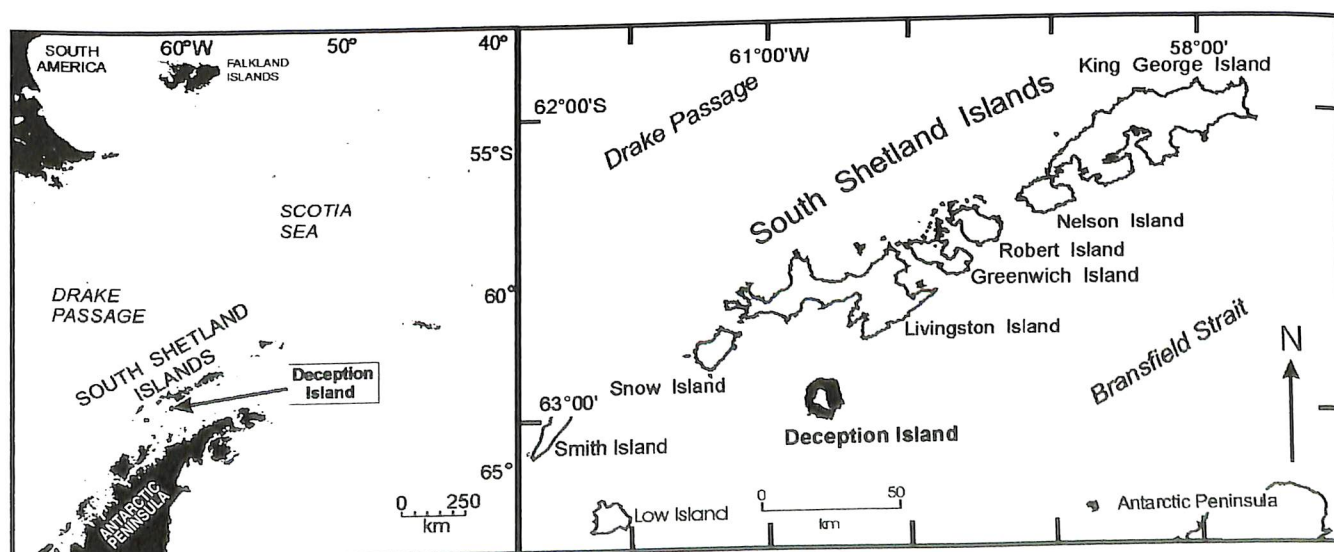 SOUTH
AMERICA
60°W
50°
40°
FALKLAND
ISLANDS
55°S
SCOTIA
SEA
DRAKE
PASSAGE
60°
SOUTH SHETLAND
ISLANDS
Deception
Island
65°
ANTARCTIC
PENINSULA
0 250
km
61°00'W
58°00'
62°00'S
Drake Passage
South Shetland Islands
King George Island
Nelson Island
Robert Island
Greenwich Island
Livingston Island
Snow Island
63°00'
Smith Island
Deception Island
Bransfield Strait
N
Low Island
0 50
km
Antarctic Peninsula